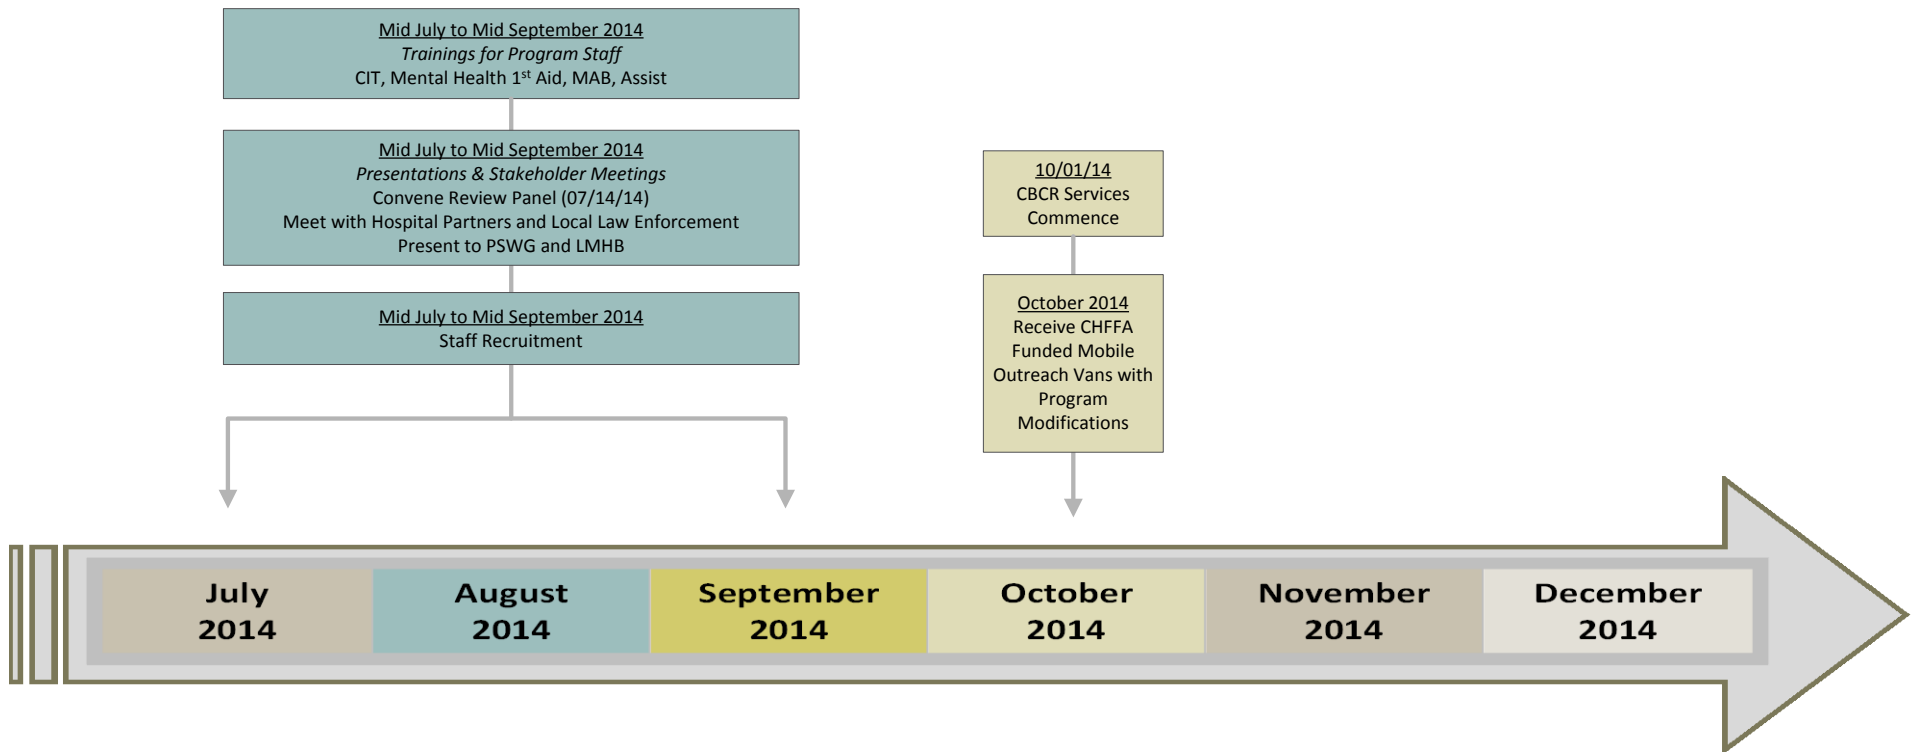 Mid July to Mid September 2014
Trainings for Program Staff
CIT, Mental Health 1st Aid, MAB, Assist
Mid July to Mid September 2014
Presentations & Stakeholder Meetings
Convene Review Panel (07/14/14)
Meet with Hospital Partners and Local Law Enforcement
Present to PSWG and LMHB
Mid July to Mid September 2014
Staff Recruitment
10/01/14
CBCR Services
Commence
October 2014
Receive CHFFA
Funded Mobile
Outreach Vans with
Program
Modifications
July
2014
August
2014
September
2014
October
2014
November
2014
December
2014